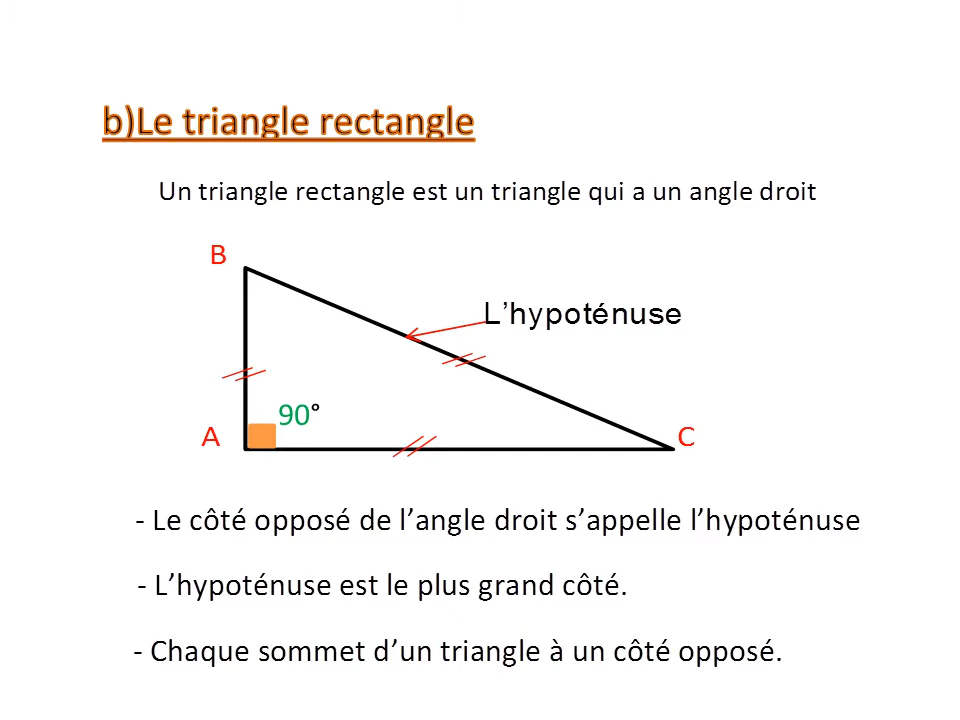 b)Le triangle rectangle
Un triangle rectangle est un triangle qui a un angle droit
B
L’hypoténuse
90°
A
C
- Le côté opposé de l’angle droit s’appelle l’hypoténuse
- L’hypoténuse est le plus grand côté.
- Chaque sommet d’un triangle à un côté opposé.